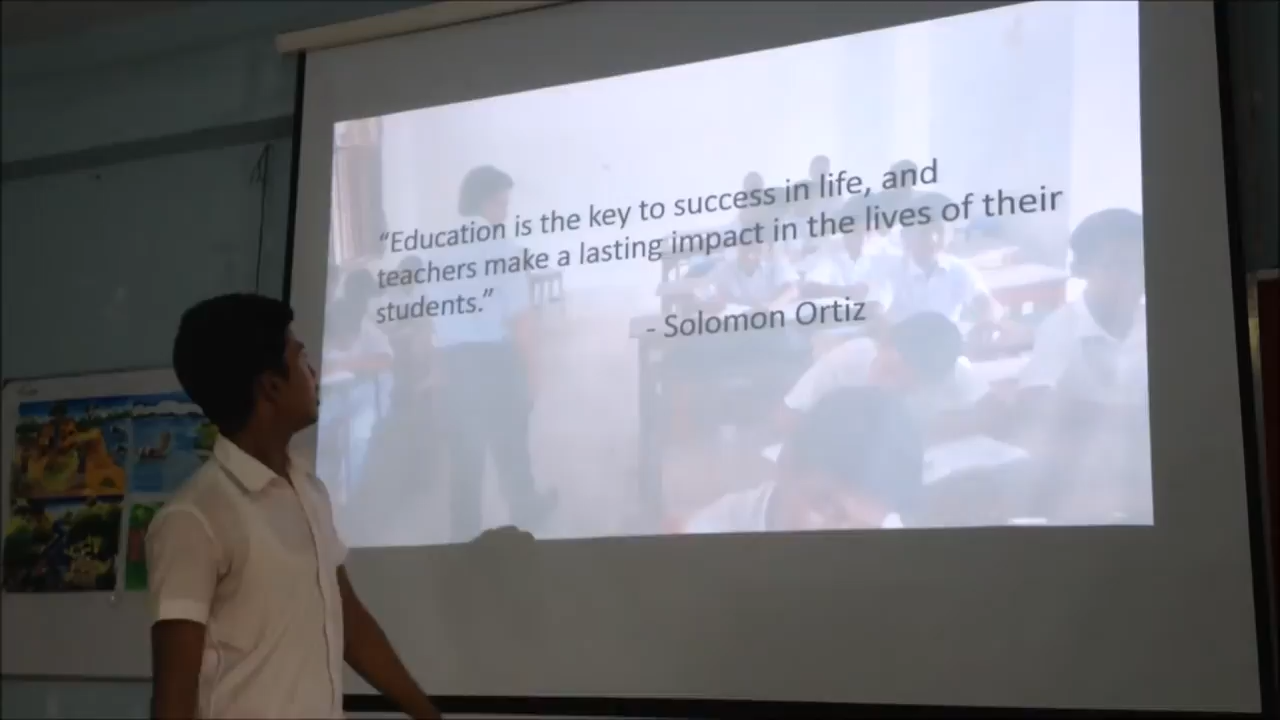 “Education is the key to success in life, and
teachers make a lasting impact in the lives of their
students.”
- Solomon Ortiz